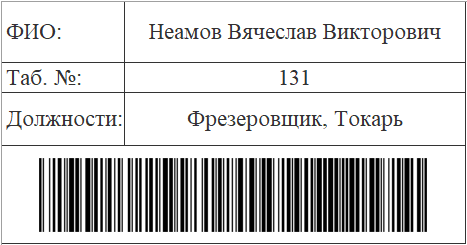 ФИО: Неамов Вячеслав Викторович
Таб. №: 131
Должности: Фрезеровщик, Токарь